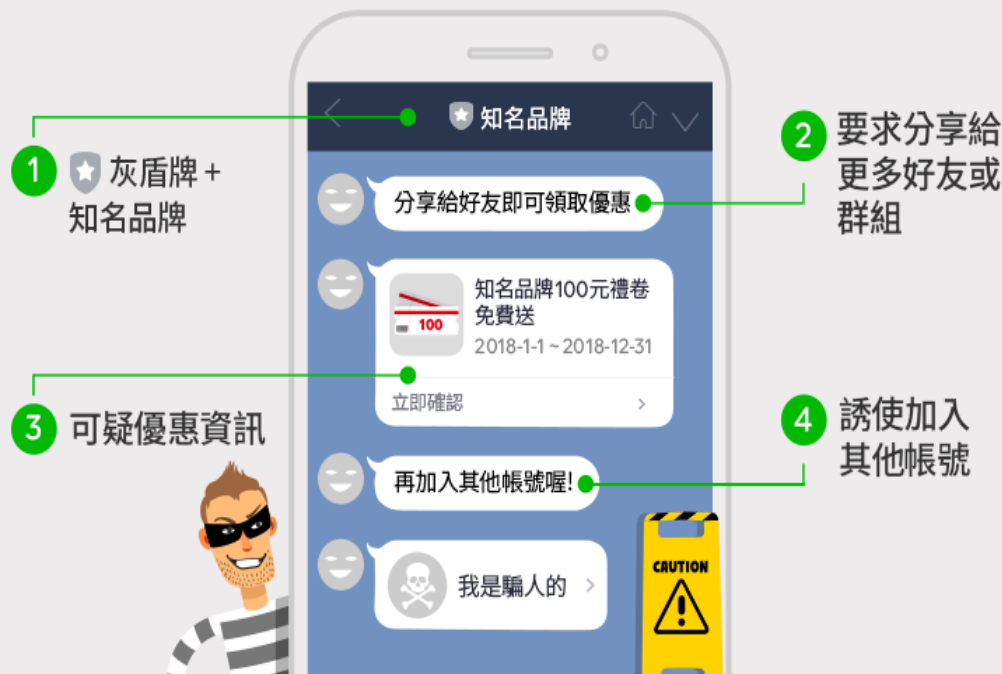 知名品牌
1 灰盾牌+
知名品牌
2 要求分享給
更多好友或
群組
分享給好友即可領取優惠
知名品牌100元禮卷
免費送
100
2018-1-1 ~ 2018-12-31
立即確認
3 可疑優惠資訊
4 誘使加入
其他帳號
再加入其他帳號喔!
我是騙人的
CAUTION